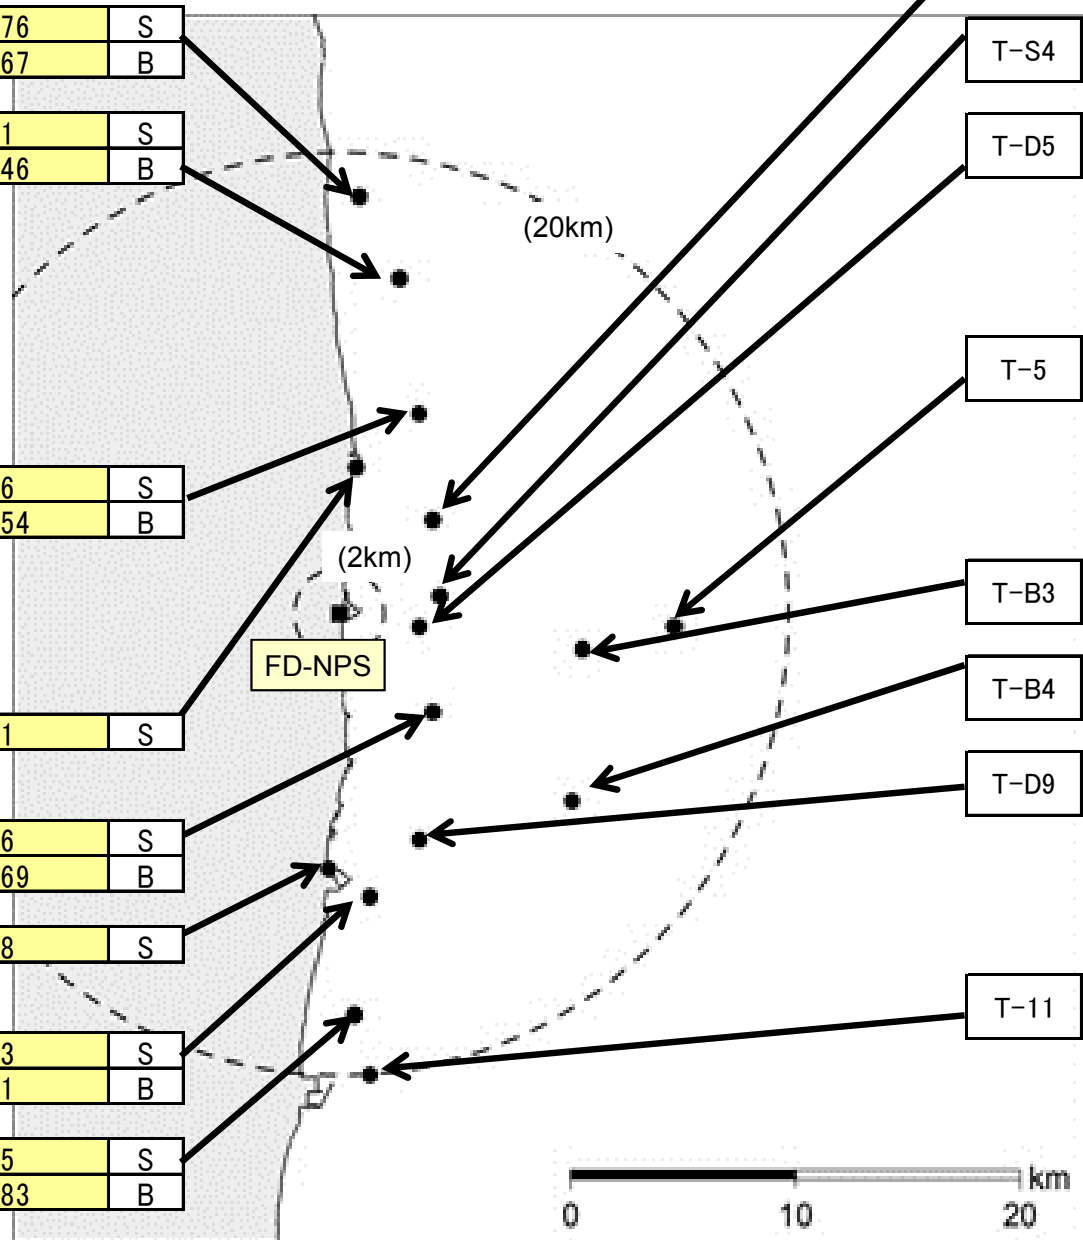 76 S
67 B
1 S
46 B
6 S
54 B
1 S
6 S
69 B
8 S
3 S
1 B
5 S
83 B
(20km)
(2km)
FD-NPS
T-S4
T-D5
T-5
T-B3
T-B4
T-D9
T-11
km
0 10 20